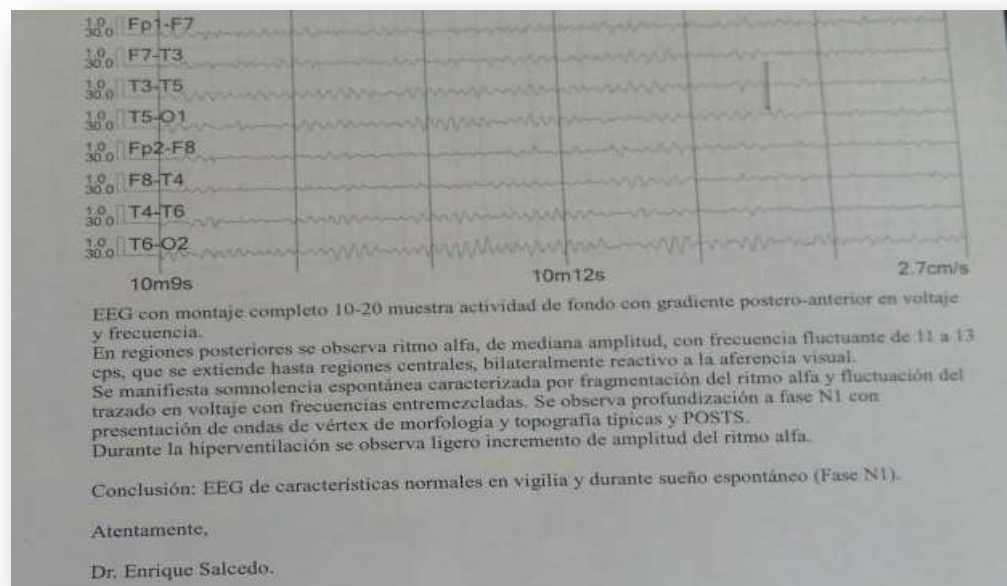 1.0 30.0 Fp1-F7
1.0 30.0 F7-T3
1.0 30.0 T3-T5
1.0 30.0 T5-O1
1.0 30.0 Fp2-F8
1.0 30.0 F8-T4
1.0 30.0 T4-T6
1.0 30.0 T6-O2
10m9s 10m12s 2.7cm/s
EEG con montaje completo 10-20 muestra actividad de fondo con gradiente postero-anterior en voltaje
y frecuencia.
En regiones posteriores se observa ritmo alfa, de mediana amplitud, con frecuencia fluctuante de 11 a 13
cps, que se extiende hasta regiones centrales, bilateralmente reactivo a la aferencia visual.
Se manifiesta somnolencia espontánea caracterizada por fragmentación del ritmo alfa y fluctuación del
trazado en voltaje con frecuencias entremezcladas. Se observa profundización a fase N1 con
presentación de ondas de vértex de morfología y topografía típicas y POSTS.
Durante la hiperventilación se observa ligero incremento de amplitud del ritmo alfa.
Conclusión: EEG de características normales en vigilia y durante sueño espontáneo (Fase N1).
Atentamente,
Dr. Enrique Salcedo.